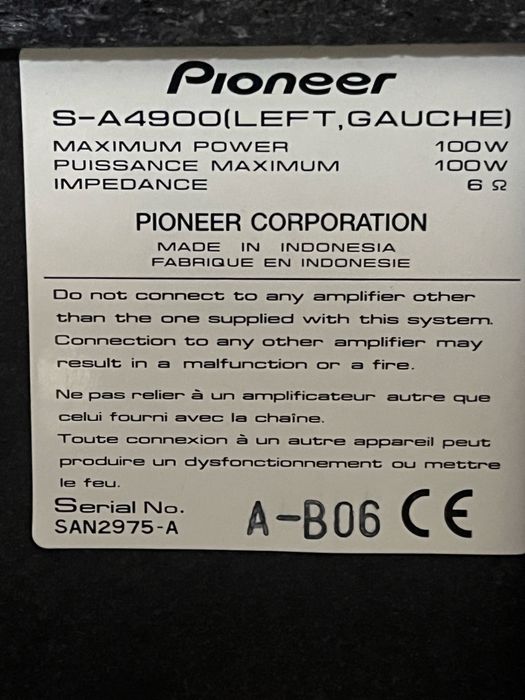 Pioneer
S-A4900(LEFT,GAUCHE)
MAXIMUM POWER 100W
PUISSANCE MAXIMUM 100W
IMPEDANCE 6 Ω
PIONEER CORPORATION
MADE IN INDONESIA
FABRIQUE EN INDONESIE
Do not connect to any amplifier other
than the one supplied with this system.
Connection to any other amplifier may
result in a malfunction or a fire.
Ne pas relier à un amplificateur autre que
celui fourni avec la chaîne.
Toute connexion à un autre appareil peut
produire un dysfonctionnement ou mettre
le feu.
Serial No.
SAN2975-A
A-B06 CE